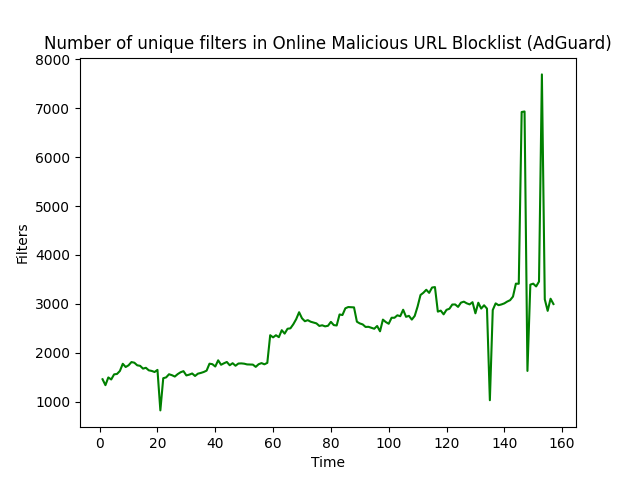 Number of unique filters in Online Malicious URL Blocklist (AdGuard)
8000
7000
6000
5000
4000
3000
2000
1000
Filters
0 20 40 60 80 100 120 140 160
Time